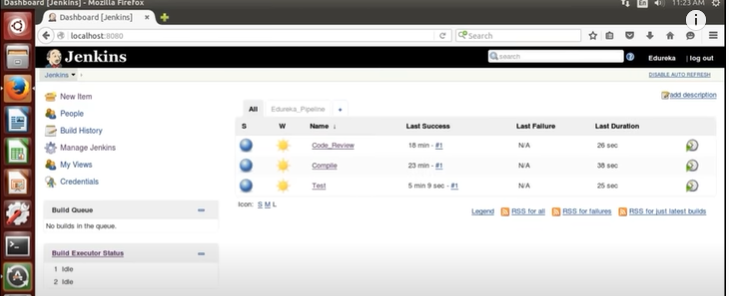 Dashboard [Jenkins] - Mozilla Firefox
En
11:23 AM
Dashboard [Jenkins]
localhost:8080
Search
Jenkins
search
Edureka
log out
Jenkins
DISABLE AUTO REFRESH
New Item
People
Build History
Manage Jenkins
My Views
Credentials
add description
All
Edureka_Pipeline
+
S W Name ↓ Last Success Last Failure Last Duration
Code_Review 18 min - #1 N/A 26 sec
Compile 23 min - #1 N/A 38 sec
Test 5 min 9 sec - #1 N/A 25 sec
Icon: S M L
Legend RSS for all RSS for failures RSS for just latest builds
Build Queue
No builds in the queue.
Build Executor Status
1 Idle
2 Idle